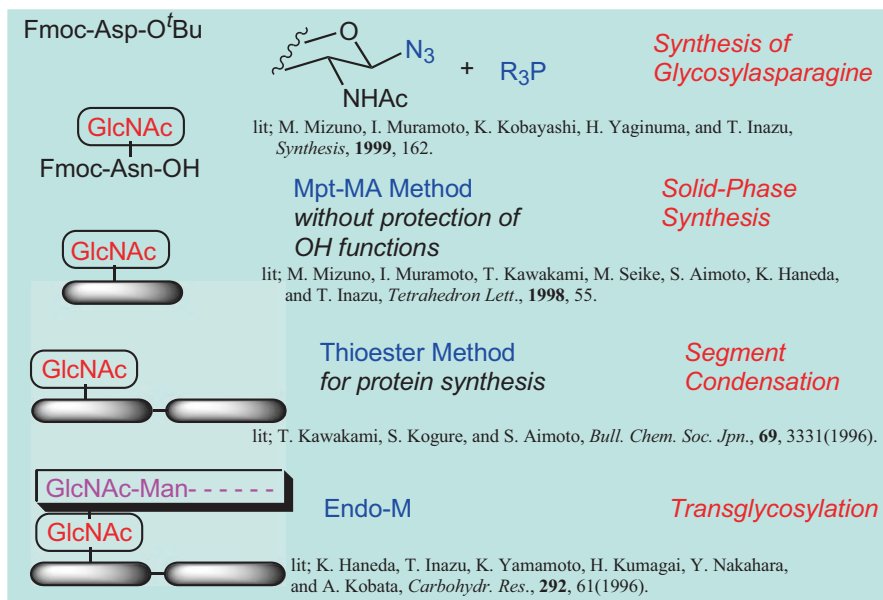 Fmoc-Asp-OᵗBu
O
N₃
NHAc
+
R₃P
Synthesis of
Glycosylasparagine
GlcNAc
Fmoc-Asn-OH
lit; M. Mizuno, I. Muramoto, K. Kobayashi, H. Yaginuma, and T. Inazu,
Synthesis, 1999, 162.
Mpt-MA Method
without protection of
OH functions
Solid-Phase
Synthesis
GlcNAc
lit; M. Mizuno, I. Muramoto, T. Kawakami, M. Seike, S. Aimoto, K. Haneda,
and T. Inazu, Tetrahedron Lett., 1998, 55.
GlcNAc
Thioester Method
for protein synthesis
Segment
Condensation
lit; T. Kawakami, S. Kogure, and S. Aimoto, Bull. Chem. Soc. Jpn., 69, 3331(1996).
GlcNAc-Man- - - - - -
GlcNAc
Endo-M
Transglycosylation
lit; K. Haneda, T. Inazu, K. Yamamoto, H. Kumagai, Y. Nakahara,
and A. Kobata, Carbohydr. Res., 292, 61(1996).